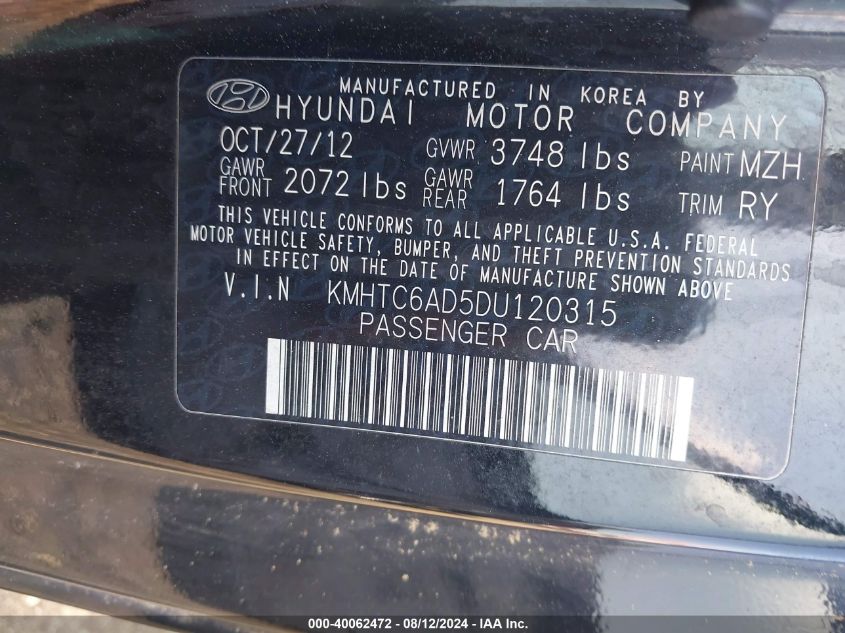 MANUFACTURED IN KOREA BY
HYUNDAI MOTOR COMPANY
OCT/27/12 GVWR 3748 lbs PAINT MZH
GAWR FRONT 2072 lbs GAWR REAR 1764 lbs TRIM RY
THIS VEHICLE CONFORMS TO ALL APPLICABLE U.S.A. FEDERAL
MOTOR VEHICLE SAFETY, BUMPER, AND THEFT PREVENTION STANDARDS
IN EFFECT ON THE DATE OF MANUFACTURE SHOWN ABOVE
V.I.N KMHTC6AD5DU120315
PASSENGER CAR
000-40062472 - 08/12/2024 - IAA